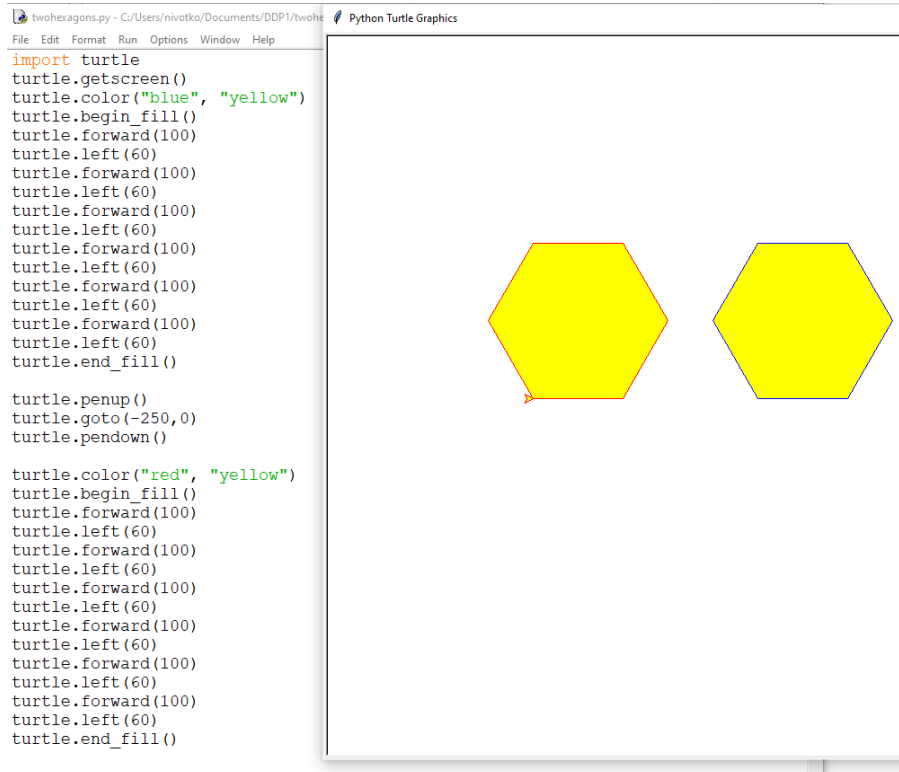 twohexagons.py - C:/Users/nivotko/Documents/DDP1/twohe
File Edit Format Run Options Window Help
import turtle
turtle.getscreen()
turtle.color("blue", "yellow")
turtle.begin_fill()
turtle.forward(100)
turtle.left(60)
turtle.forward(100)
turtle.left(60)
turtle.forward(100)
turtle.left(60)
turtle.forward(100)
turtle.left(60)
turtle.forward(100)
turtle.left(60)
turtle.forward(100)
turtle.left(60)
turtle.end_fill()
turtle.penup()
turtle.goto(-250,0)
turtle.pendown()
turtle.color("red", "yellow")
turtle.begin_fill()
turtle.forward(100)
turtle.left(60)
turtle.forward(100)
turtle.left(60)
turtle.forward(100)
turtle.left(60)
turtle.forward(100)
turtle.left(60)
turtle.forward(100)
turtle.left(60)
turtle.forward(100)
turtle.left(60)
turtle.end_fill()
Python Turtle Graphics